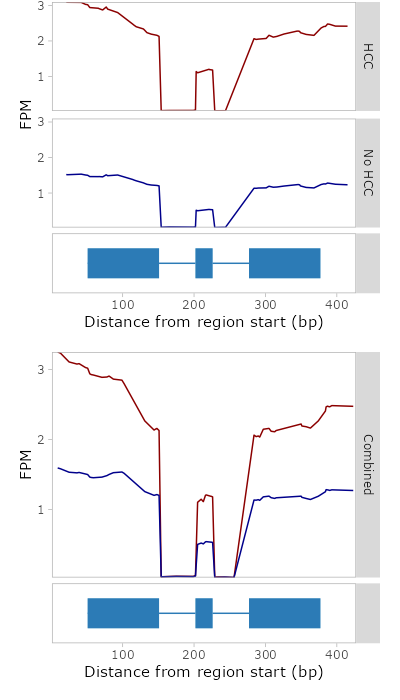 3
2
1
HCC
FPM
3
2
1
No HCC
100 200 300 400
Distance from region start (bp)
3
2
1
FPM
Combined
100 200 300 400
Distance from region start (bp)